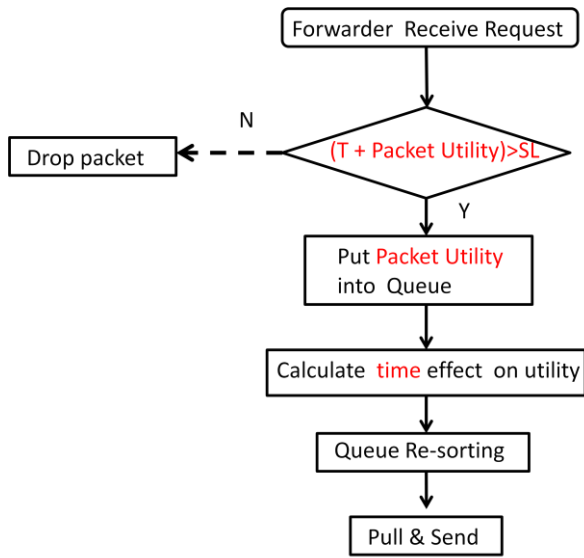 Forwarder Receive Request
N
(T + Packet Utility)>SL
Drop packet
Y
Put Packet Utility
into Queue
Calculate time effect on utility
Queue Re-sorting
Pull & Send